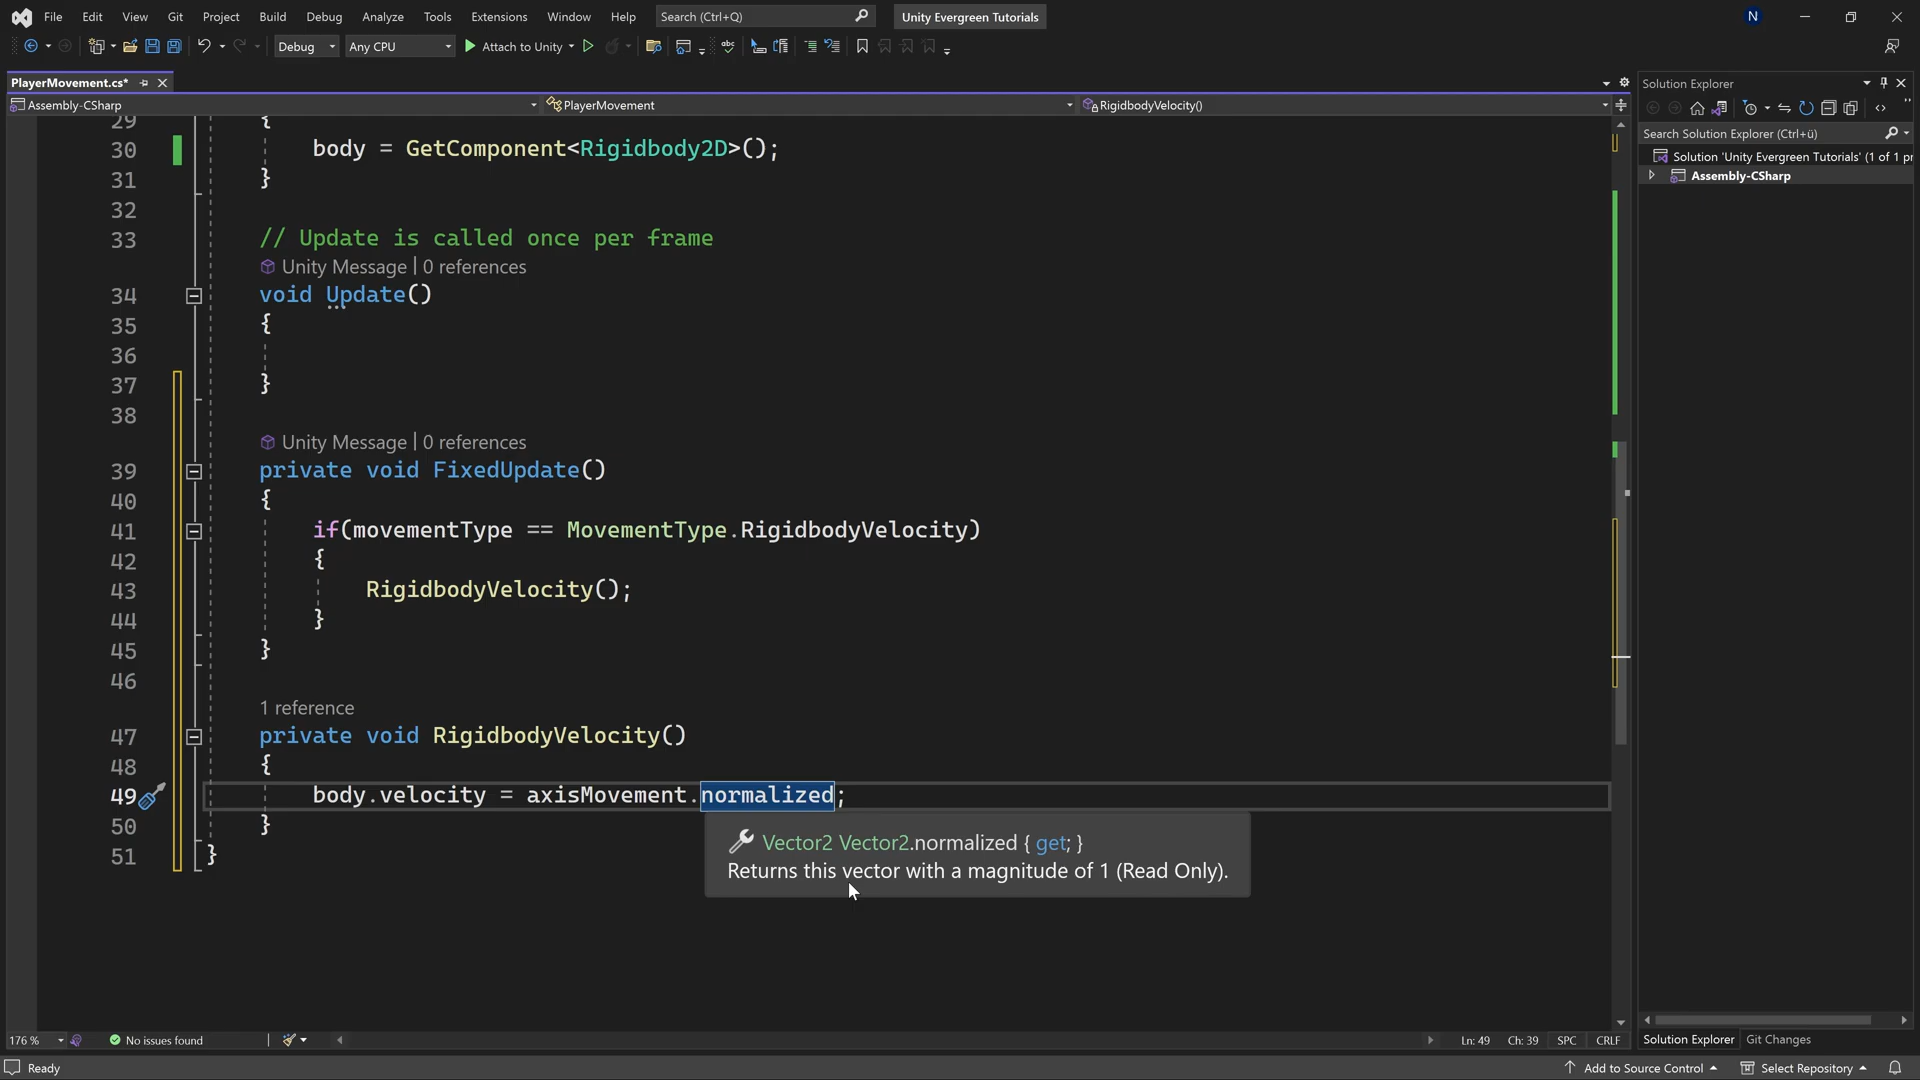 File Edit View Git Project Build Debug Analyze Tools Extensions Window Help Search (Ctrl+Q) Unity Evergreen Tutorials N
Debug Any CPU Attach to Unity
PlayerMovement.cs*
Solution Explorer
Assembly-CSharp PlayerMovement RigidbodyVelocity()
Search Solution Explorer (Ctrl+ü)
Solution 'Unity Evergreen Tutorials' (1 of 1 pr
Assembly-CSharp
29 {
30 body = GetComponent<Rigidbody2D>();
31 }
32
33 // Update is called once per frame
Unity Message | 0 references
34 void Update()
35 {
36
37 }
38
Unity Message | 0 references
39 private void FixedUpdate()
40 {
41 if(movementType == MovementType.RigidbodyVelocity)
42 {
43 RigidbodyVelocity();
44 }
45 }
46
1 reference
47 private void RigidbodyVelocity()
48 {
49 body.velocity = axisMovement.normalized;
50 }
51 }
Vector2 Vector2.normalized { get; }
Returns this vector with a magnitude of 1 (Read Only).
176 % No issues found Ln: 49 Ch: 39 SPC CRLF
Solution Explorer Git Changes
Ready Add to Source Control Select Repository